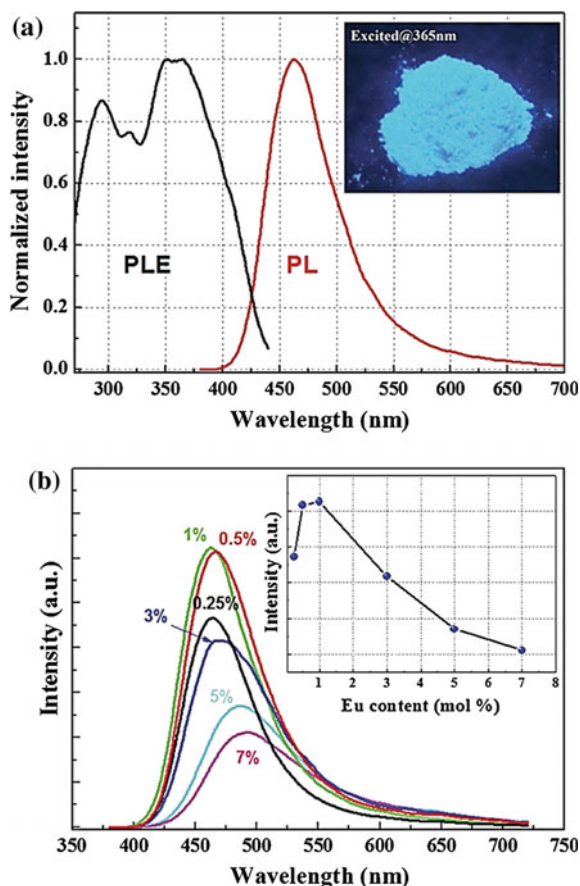 (a)
Excited@365nm
Normalized intensity
1.0
0.8
0.6
0.4
0.2
0.0
PLE
PL
300 350 400 450 500 550 600 650 700
Wavelength (nm)
(b)
Intensity (a.u.)
1%
0.5%
0.25%
3%
5%
7%
Intensity (a.u.)
1 2 3 4 5 6 7 8
Eu content (mol %)
350 400 450 500 550 600 650 700 750
Wavelength (nm)